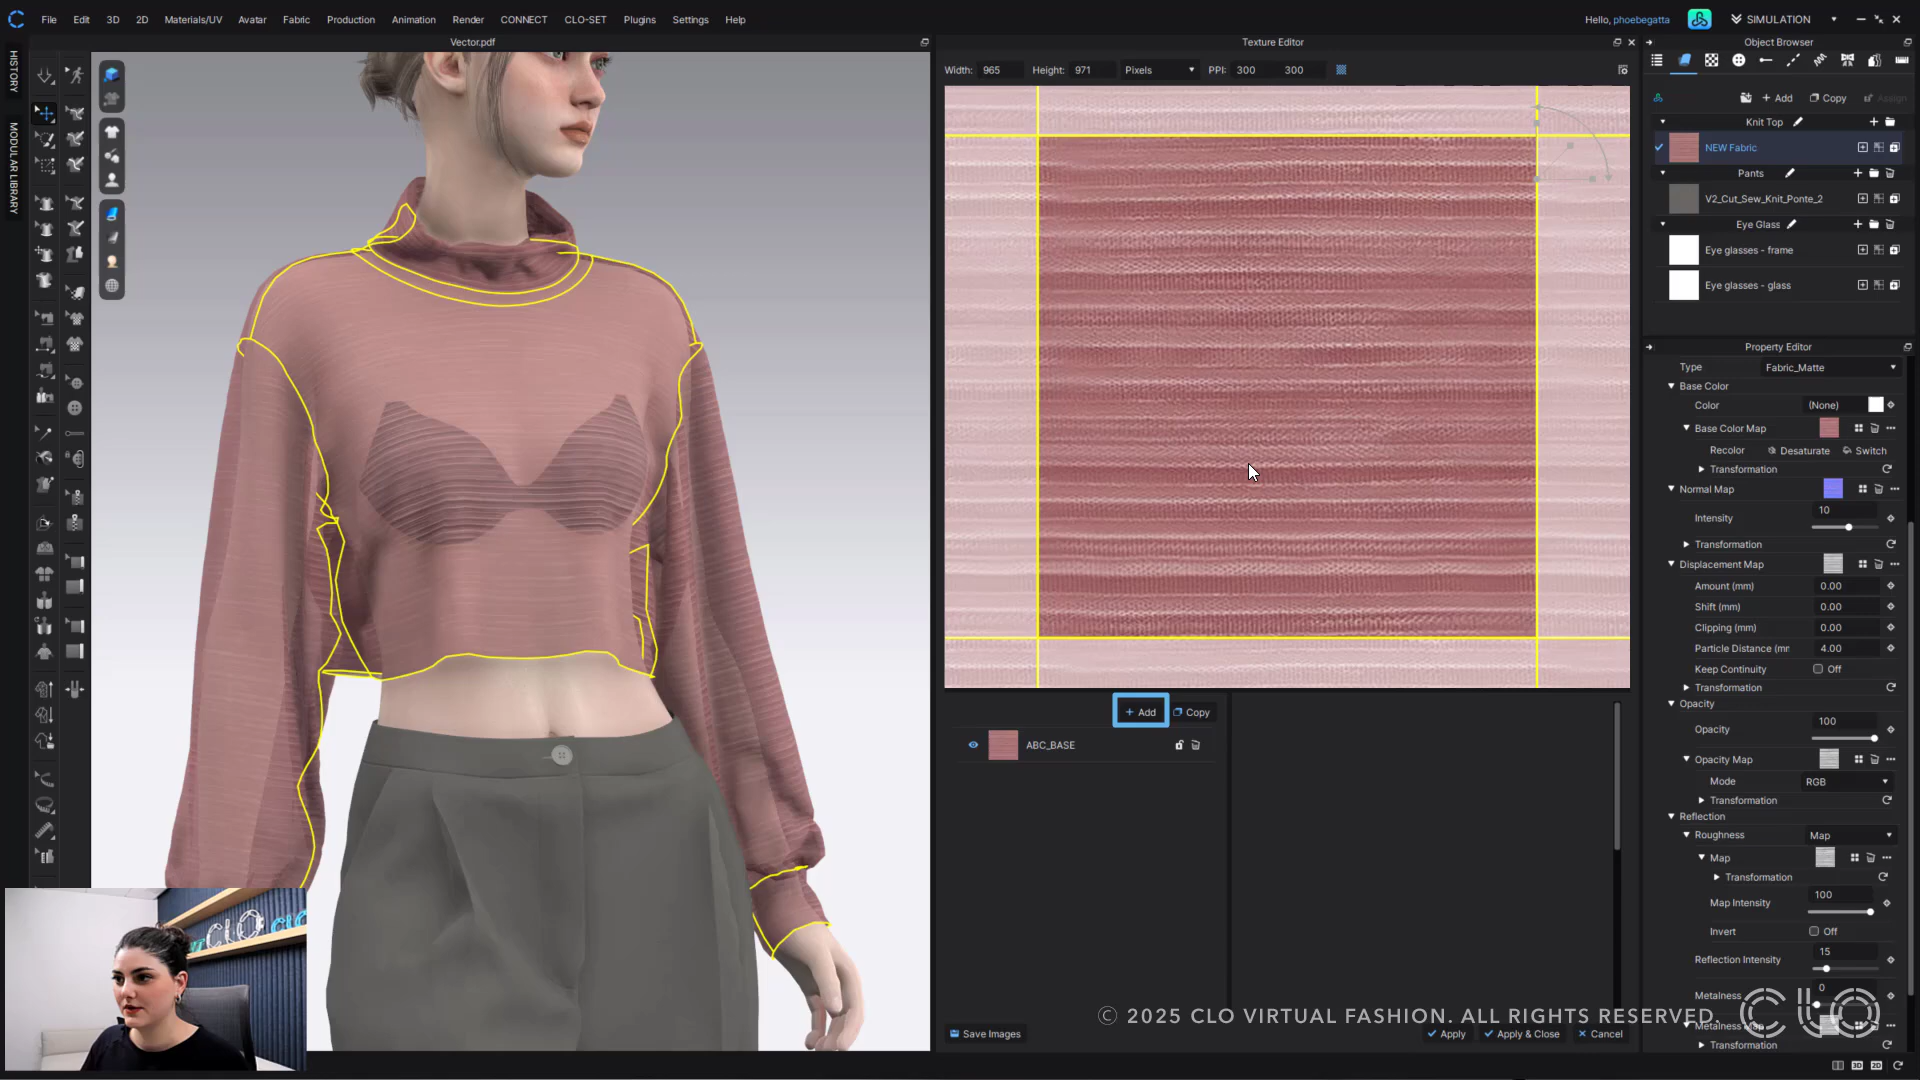 File Edit 3D 2D Materials/UV Avatar Fabric Production Animation Render CONNECT CLO-SET Plugins Settings Help
Hello, phoebegatta
SIMULATION
HISTORY
MODULAR LIBRARY
Vector.pdf
Texture Editor
Width: 965 Height: 971 Pixels PPI: 300 300
+ Add Copy
ABC_BASE
Save Images
Apply Apply & Close Cancel
Object Browser
+ Add Copy Assign
Knit Top
NEW Fabric
Pants
V2_Cut_Sew_Knit_Ponte_2
Eye Glass
Eye glasses - frame
Eye glasses - glass
Property Editor
Type Fabric_Matte
Base Color
Color (None)
Base Color Map
Recolor Desaturate Switch
Transformation
Normal Map
Intensity 10
Transformation
Displacement Map
Amount (mm) 0.00
Shift (mm) 0.00
Clipping (mm) 0.00
Particle Distance (mr 4.00
Keep Continuity Off
Transformation
Opacity
Opacity 100
Opacity Map
Mode RGB
Transformation
Reflection
Roughness Map
Map
Transformation
Map Intensity 100
Invert Off
Reflection Intensity 15
Metalness 0
Metalness Map
Transformation
© 2025 CLO VIRTUAL FASHION. ALL RIGHTS RESERVED. CLO
CLO
3D 2D